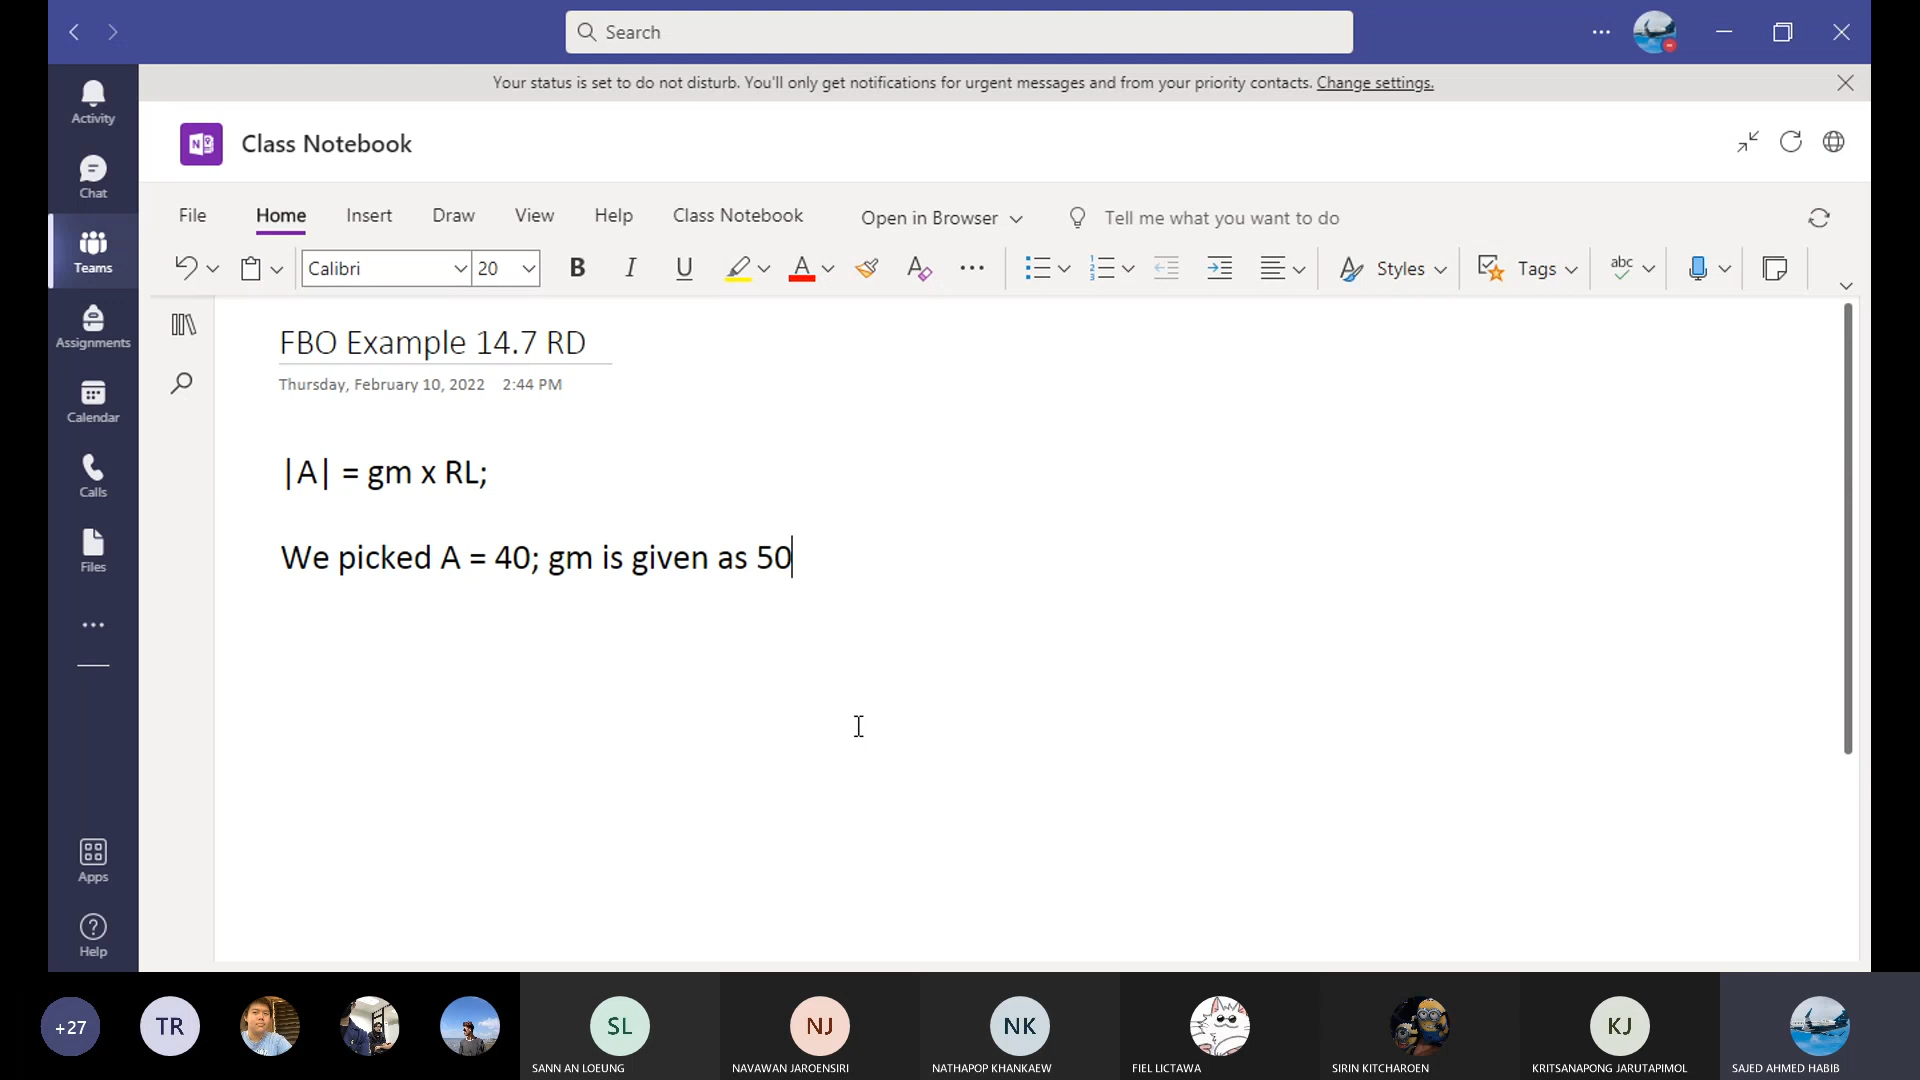 Search
Your status is set to do not disturb. You'll only get notifications for urgent messages and from your priority contacts. Change settings.
Activity
Chat
Teams
Assignments
Calendar
Calls
Files
Apps
Help
Class Notebook
File Home Insert Draw View Help Class Notebook Open in Browser Tell me what you want to do
Calibri 20 B I U A A Styles Tags abc
FBO Example 14.7 RD
Thursday, February 10, 2022 2:44 PM
|A| = gm x RL;
We picked A = 40; gm is given as 50
+27 TR SL NJ NK KJ
SANN AN LOEUNG NAVAWAN JAROENSIRI NATHAPOP KHANKAEW FIEL LICTAWA SIRIN KITCHAROEN KRITSANAPONG JARUTAPIMOL SAJED AHMED HABIB